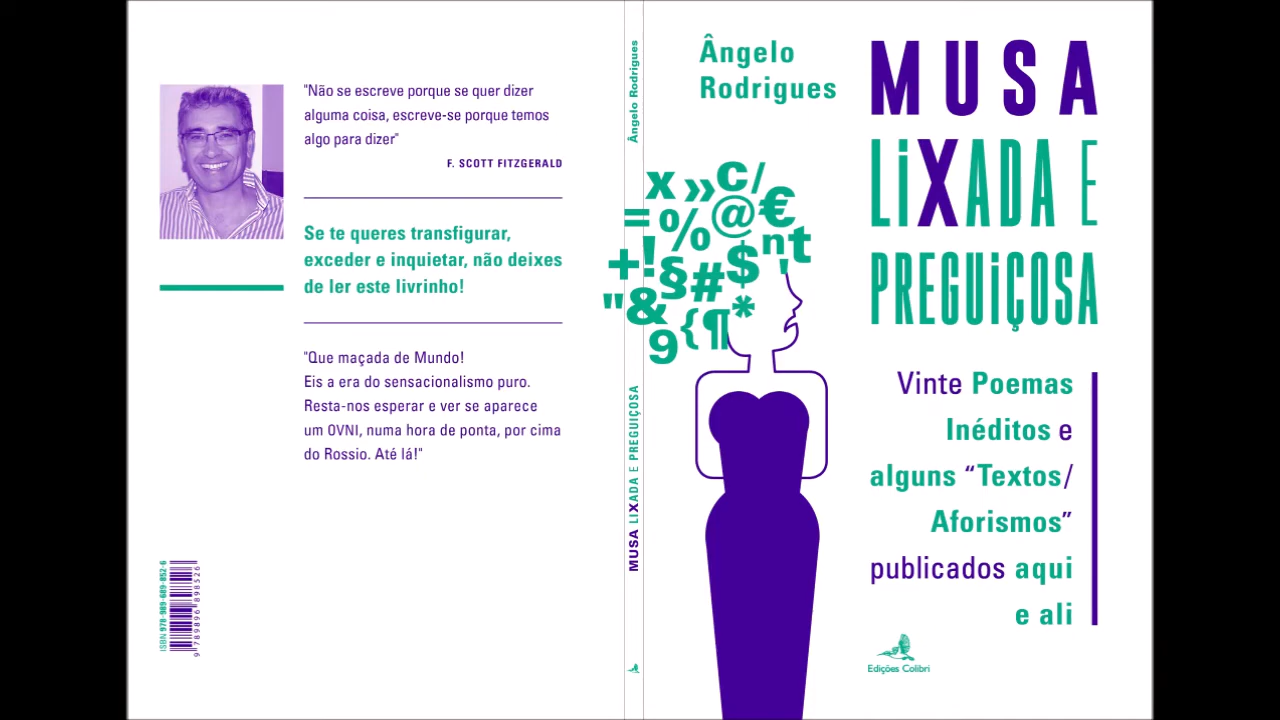 "Não se escreve porque se quer dizer
alguma coisa, escreve-se porque temos
algo para dizer"
F. SCOTT FITZGERALD
Se te queres transfigurar,
exceder e inquietar, não deixes
de ler este livrinho!
"Que maçada de Mundo!
Eis a era do sensacionalismo puro.
Resta-nos esperar e ver se aparece
um OVNI, numa hora de ponta, por cima
do Rossio. Até lá!"
ISBN 978-989-689-852-6
9 789896 898526
Ângelo Rodrigues
MUSA LiXADA E PREGUIÇOSA
Ângelo
Rodrigues
MUSA
LiXADA E
PREGUiÇOSA
x » c /
= % @ €
+ ! § # $ n t '
" & { ¶ *
9
Vinte Poemas
Inéditos e
alguns “Textos/
Aforismos”
publicados aqui
e ali
Edições Colibri